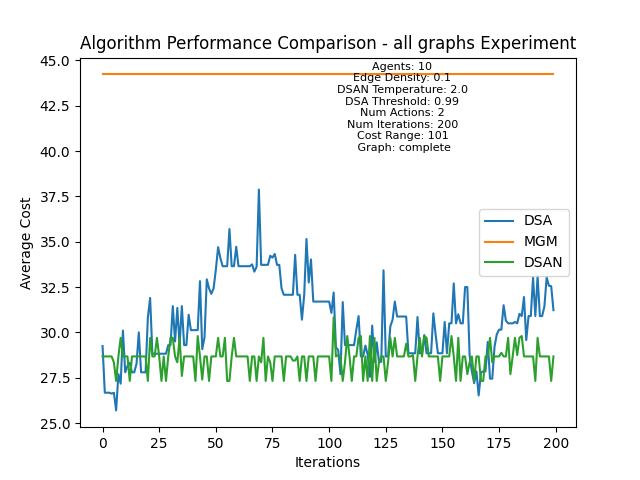 Algorithm Performance Comparison - all graphs Experiment
45.0
42.5
40.0
37.5
35.0
32.5
30.0
27.5
25.0
Average Cost
Agents: 10
Edge Density: 0.1
DSAN Temperature: 2.0
DSA Threshold: 0.99
Num Actions: 2
Num Iterations: 200
Cost Range: 101
Graph: complete
DSA
MGM
DSAN
0
25
50
75
100
125
150
175
200
Iterations